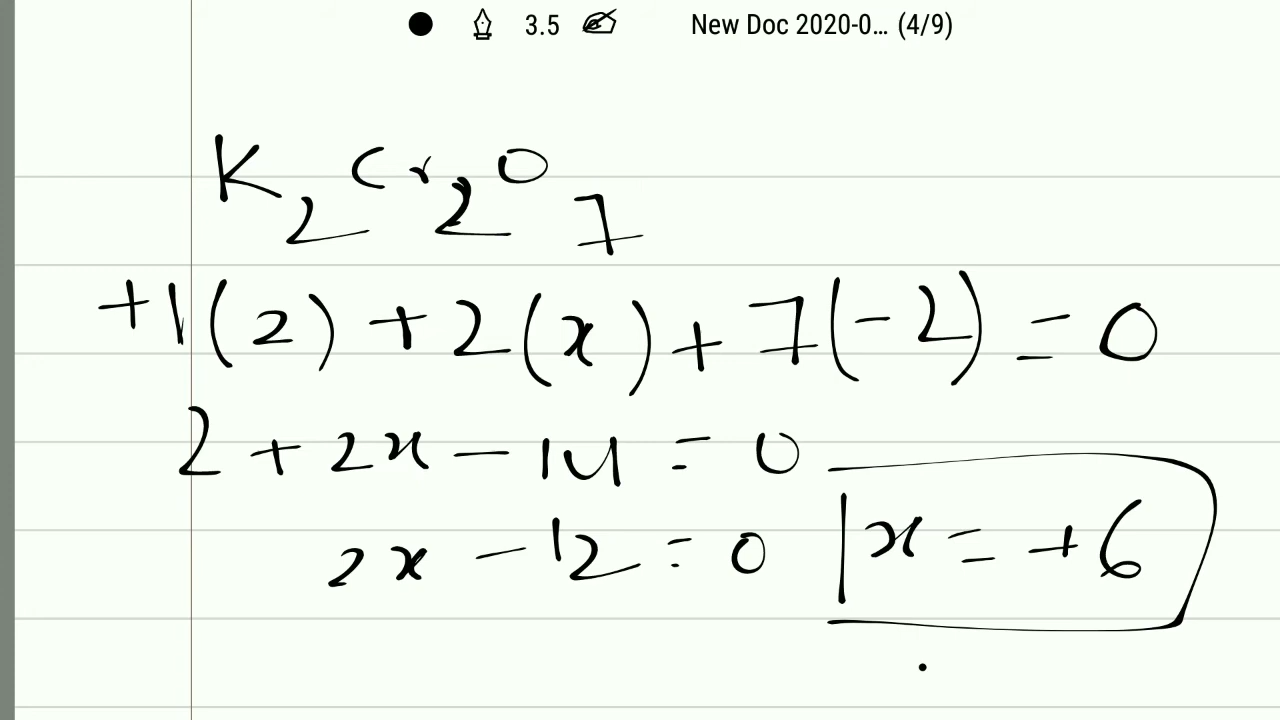 3.5 New Doc 2020-0... (4/9)
K2Cr2O7
+1(2) + 2(x) + 7(-2) = 0
2 + 2x - 14 = 0
2x - 12 = 0 | x = +6